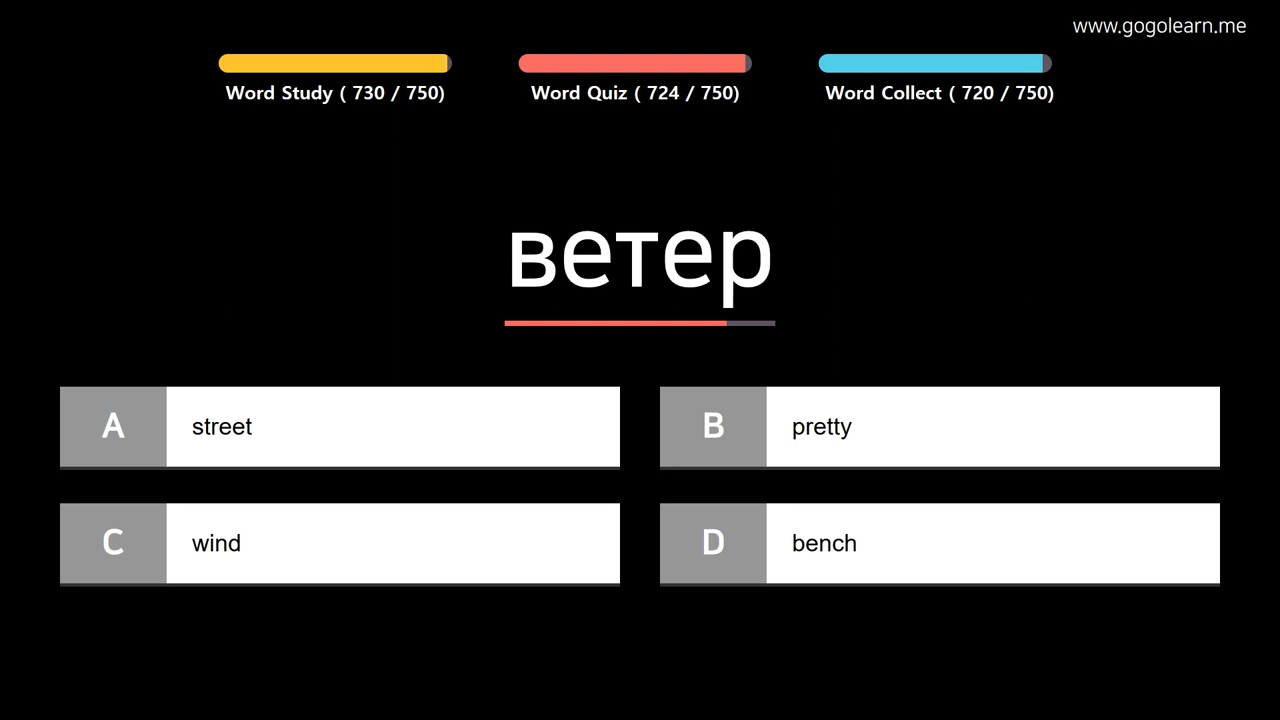 www.gogolearn.me
Word Study ( 730 / 750)
Word Quiz ( 724 / 750)
Word Collect ( 720 / 750)
ветер
A street
B pretty
C wind
D bench